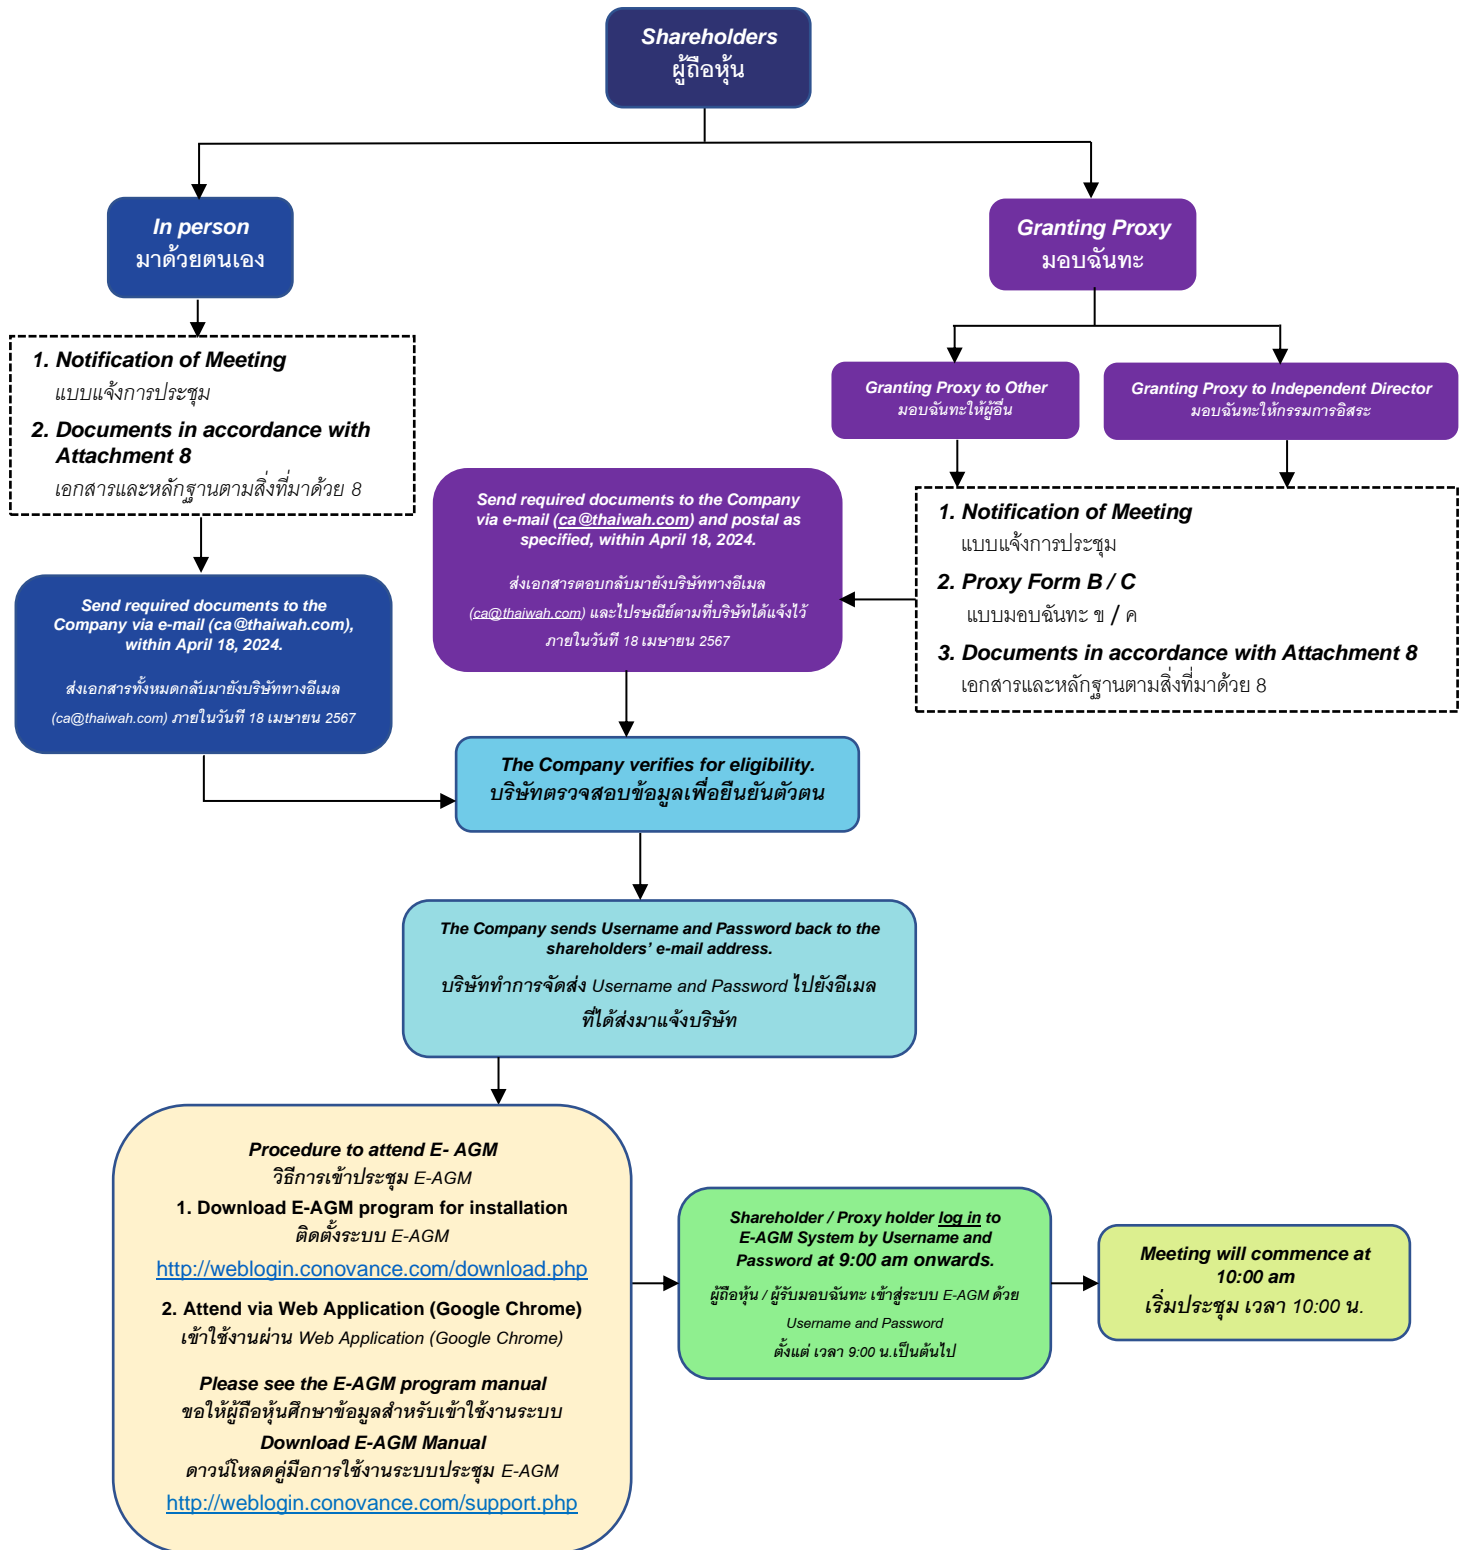 Shareholders
ผู้ถือหุ้น
In person
มาด้วยตนเอง
Granting Proxy
มอบฉันทะ
1. Notification of Meeting
แบบแจ้งการประชุม
2. Documents in accordance with
Attachment 8
เอกสารและหลักฐานตามสิ่งที่มาด้วย 8
Granting Proxy to Other
มอบฉันทะให้ผู้อื่น
Granting Proxy to Independent Director
มอบฉันทะให้กรรมการอิสระ
1. Notification of Meeting
แบบแจ้งการประชุม
2. Proxy Form B / C
แบบมอบฉันทะ ข / ค
3. Documents in accordance with Attachment 8
เอกสารและหลักฐานตามสิ่งที่มาด้วย 8
Send required documents to the Company
via e-mail (ca@thaiwah.com) and postal as
specified, within April 18, 2024.
ส่งเอกสารตอบกลับมายังบริษัททางอีเมล
(ca@thaiwah.com) และไปรษณีย์ตามที่บริษัทได้แจ้งไว้
ภายในวันที่ 18 เมษายน 2567
Send required documents to the
Company via e-mail (ca@thaiwah.com),
within April 18, 2024.
ส่งเอกสารทั้งหมดกลับมายังบริษัททางอีเมล
(ca@thaiwah.com) ภายในวันที่ 18 เมษายน 2567
The Company verifies for eligibility.
บริษัทตรวจสอบข้อมูลเพื่อยืนยันตัวตน
The Company sends Username and Password back to the
shareholders’ e-mail address.
บริษัททำการจัดส่ง Username and Password ไปยังอีเมล
ที่ได้ส่งมาแจ้งบริษัท
Procedure to attend E- AGM
วิธีการเข้าประชุม E-AGM
1. Download E-AGM program for installation
ติดตั้งระบบ E-AGM
http://weblogin.conovance.com/download.php
2. Attend via Web Application (Google Chrome)
เข้าใช้งานผ่าน Web Application (Google Chrome)
Please see the E-AGM program manual
ขอให้ผู้ถือหุ้นศึกษาข้อมูลสำหรับเข้าใช้งานระบบ
Download E-AGM Manual
ดาวน์โหลดคู่มือการใช้งานระบบประชุม E-AGM
http://weblogin.conovance.com/support.php
Shareholder / Proxy holder log in to
E-AGM System by Username and
Password at 9:00 am onwards.
ผู้ถือหุ้น / ผู้รับมอบฉันทะ เข้าสู่ระบบ E-AGM ด้วย
Username and Password
ตั้งแต่ เวลา 9:00 น.เป็นต้นไป
Meeting will commence at
10:00 am
เริ่มประชุม เวลา 10:00 น.